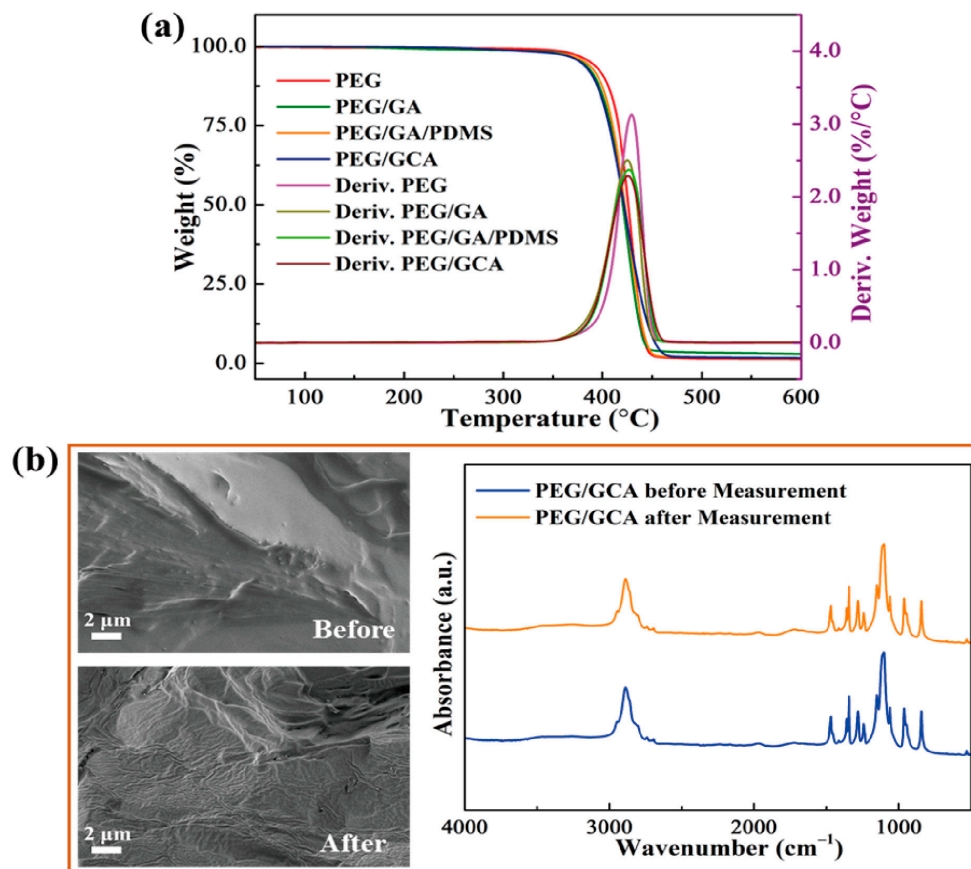 (a)
100.0
75.0
50.0
25.0
0.0
Weight (%)
PEG
PEG/GA
PEG/GA/PDMS
PEG/GCA
Deriv. PEG
Deriv. PEG/GA
Deriv. PEG/GA/PDMS
Deriv. PEG/GCA
4.0
3.0
2.0
1.0
0.0
Deriv. Weight (%/°C)
100 200 300 400 500 600
Temperature (°C)
(b)
2 μm
Before
2 μm
After
PEG/GCA before Measurement
PEG/GCA after Measurement
Absorbance (a.u.)
4000 3000 2000 1000
Wavenumber (cm⁻¹)